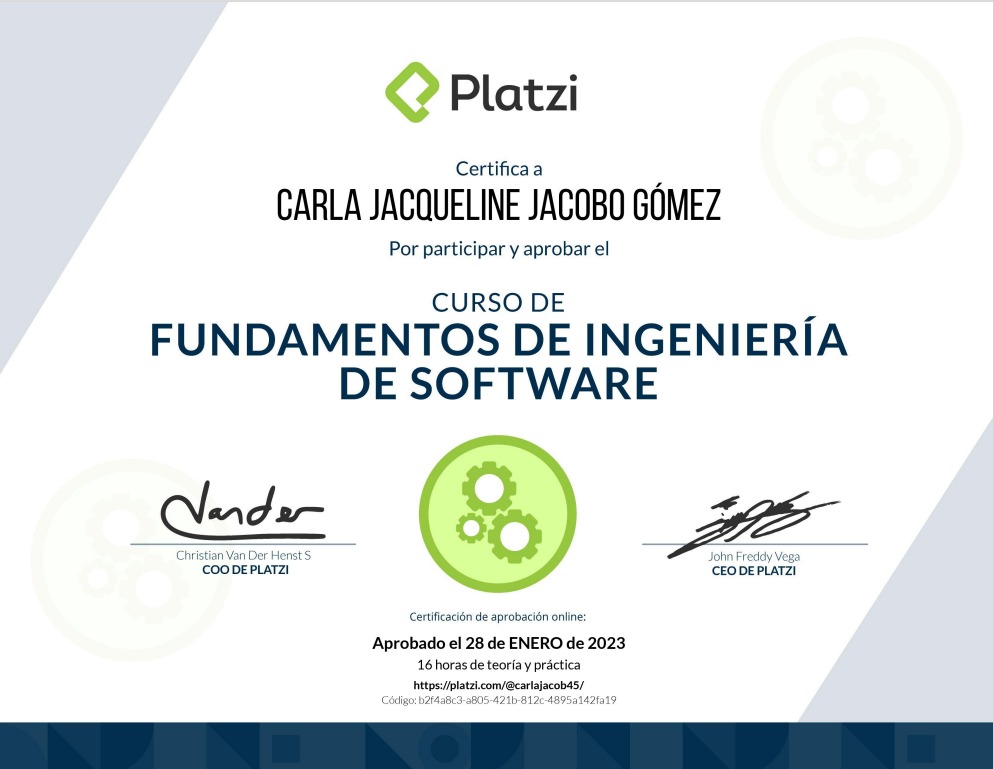 Platzi
Certifica a
CARLA JACQUELINE JACOBO GÓMEZ
Por participar y aprobar el
CURSO DE
FUNDAMENTOS DE INGENIERÍA
DE SOFTWARE
Vander
Christian Van Der Henst S
COO DE PLATZI
John Freddy Vega
CEO DE PLATZI
Certificación de aprobación online:
Aprobado el 28 de ENERO de 2023
16 horas de teoría y práctica
https://platzi.com/@carlajacob45/
Código: b2f4a8c3-a805-421b-812c-4895a142fa19